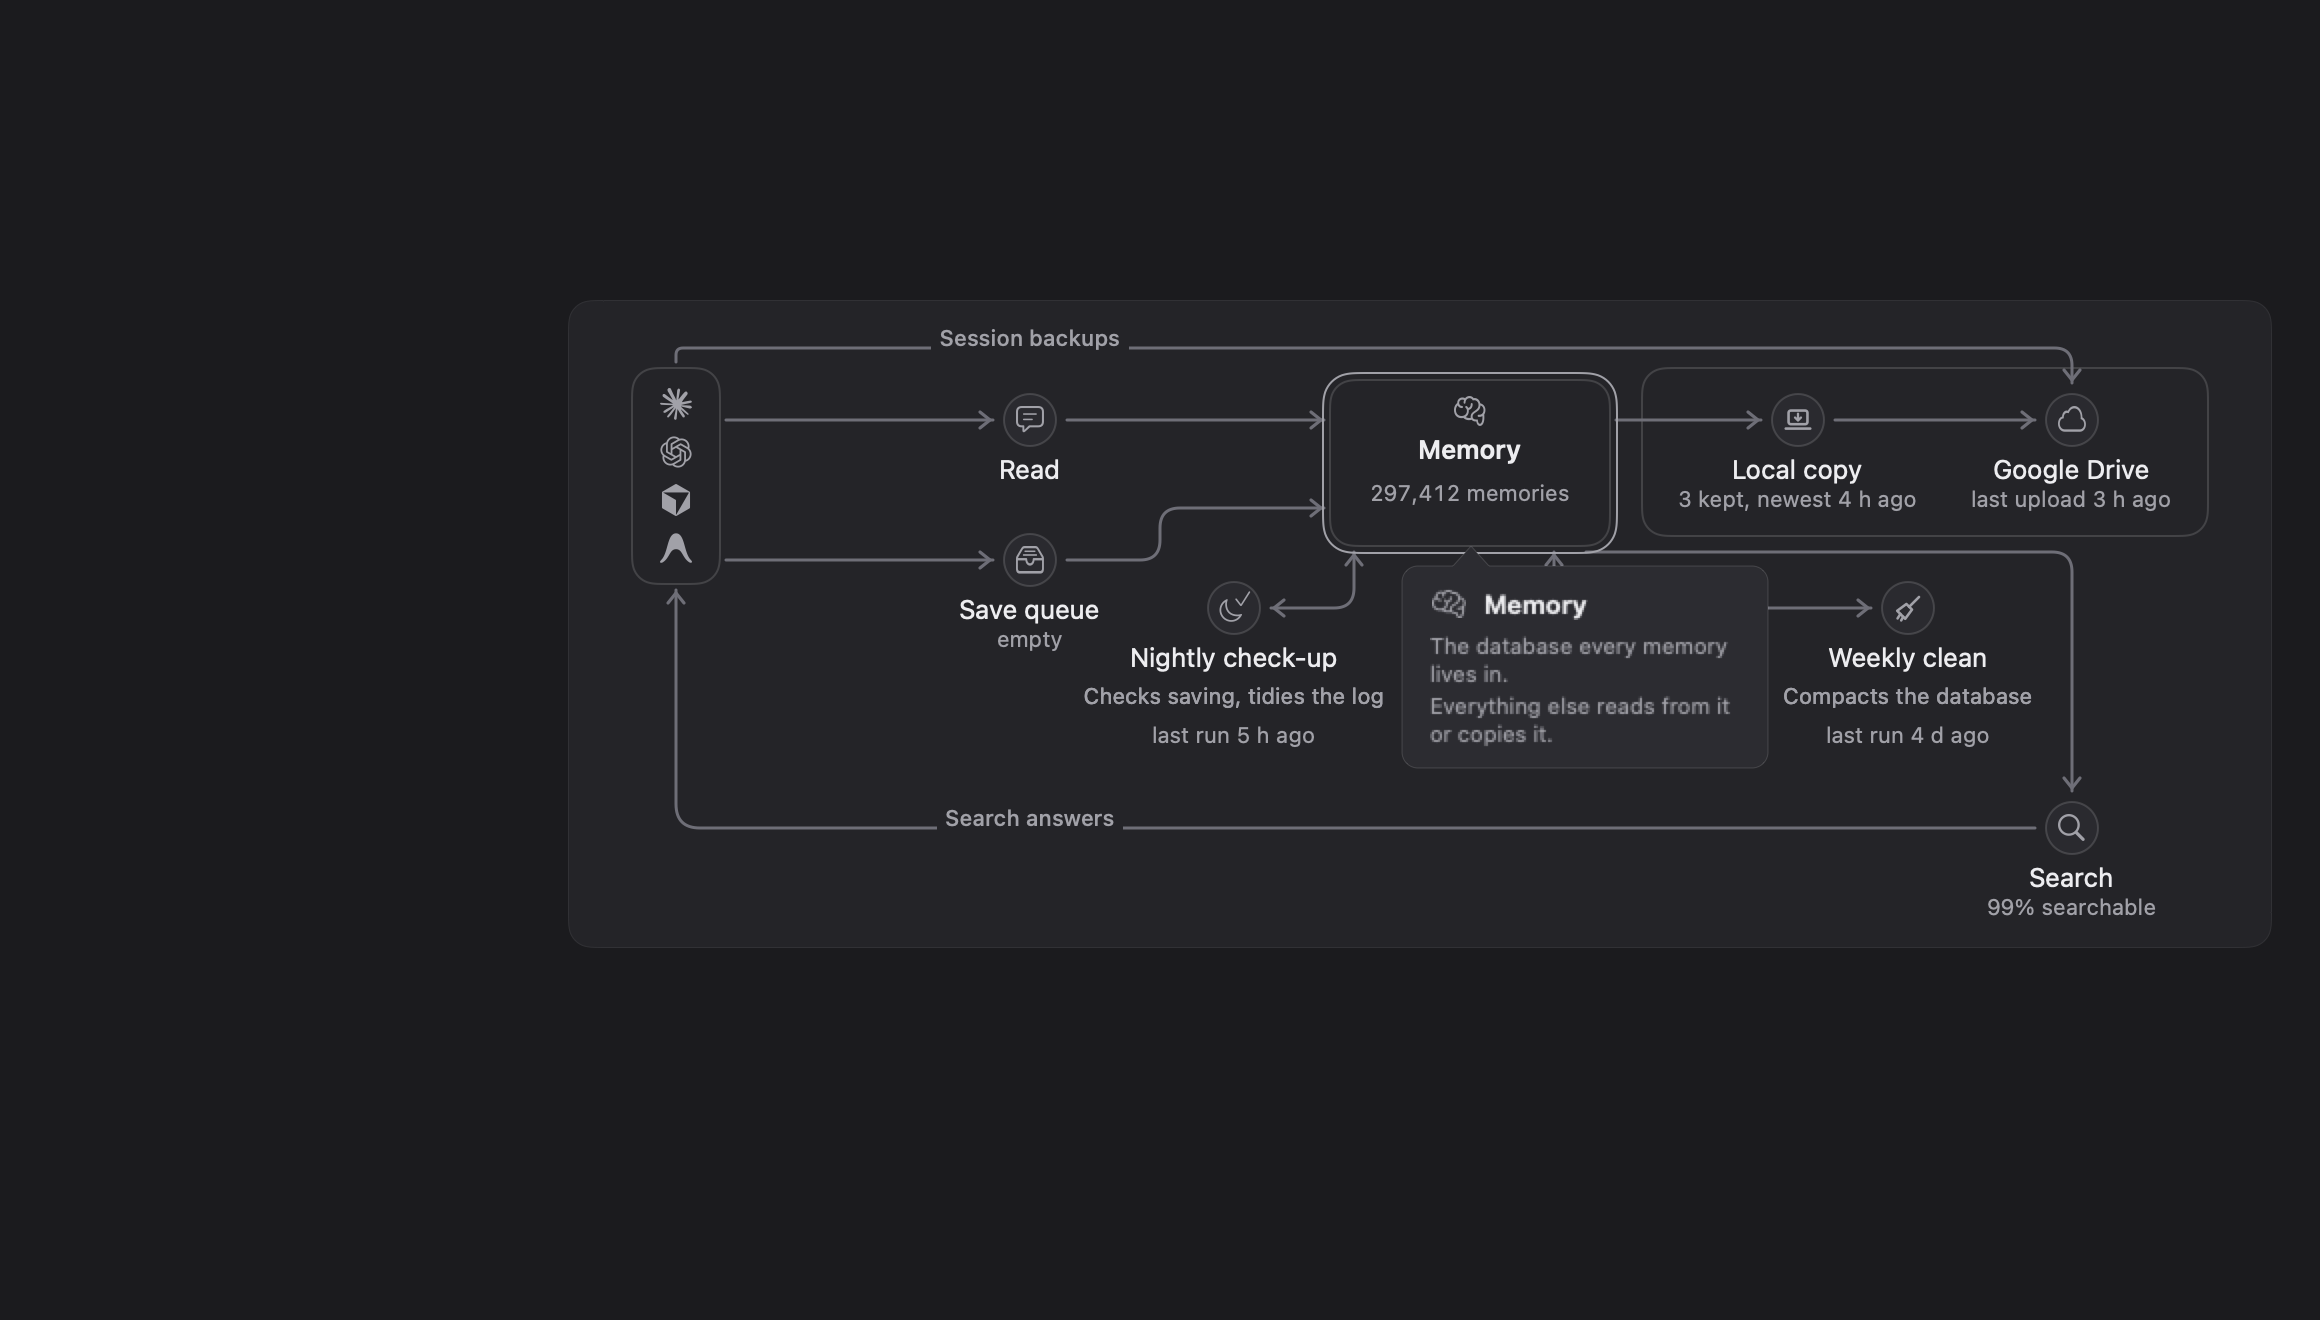 Session backups
Read
Memory
297,412 memories
Local copy
3 kept, newest 4 h ago
Google Drive
last upload 3 h ago
Save queue
empty
Nightly check-up
Checks saving, tidies the log
last run 5 h ago
Memory
The database every memory
lives in.
Everything else reads from it
or copies it.
Weekly clean
Compacts the database
last run 4 d ago
Search answers
Search
99% searchable